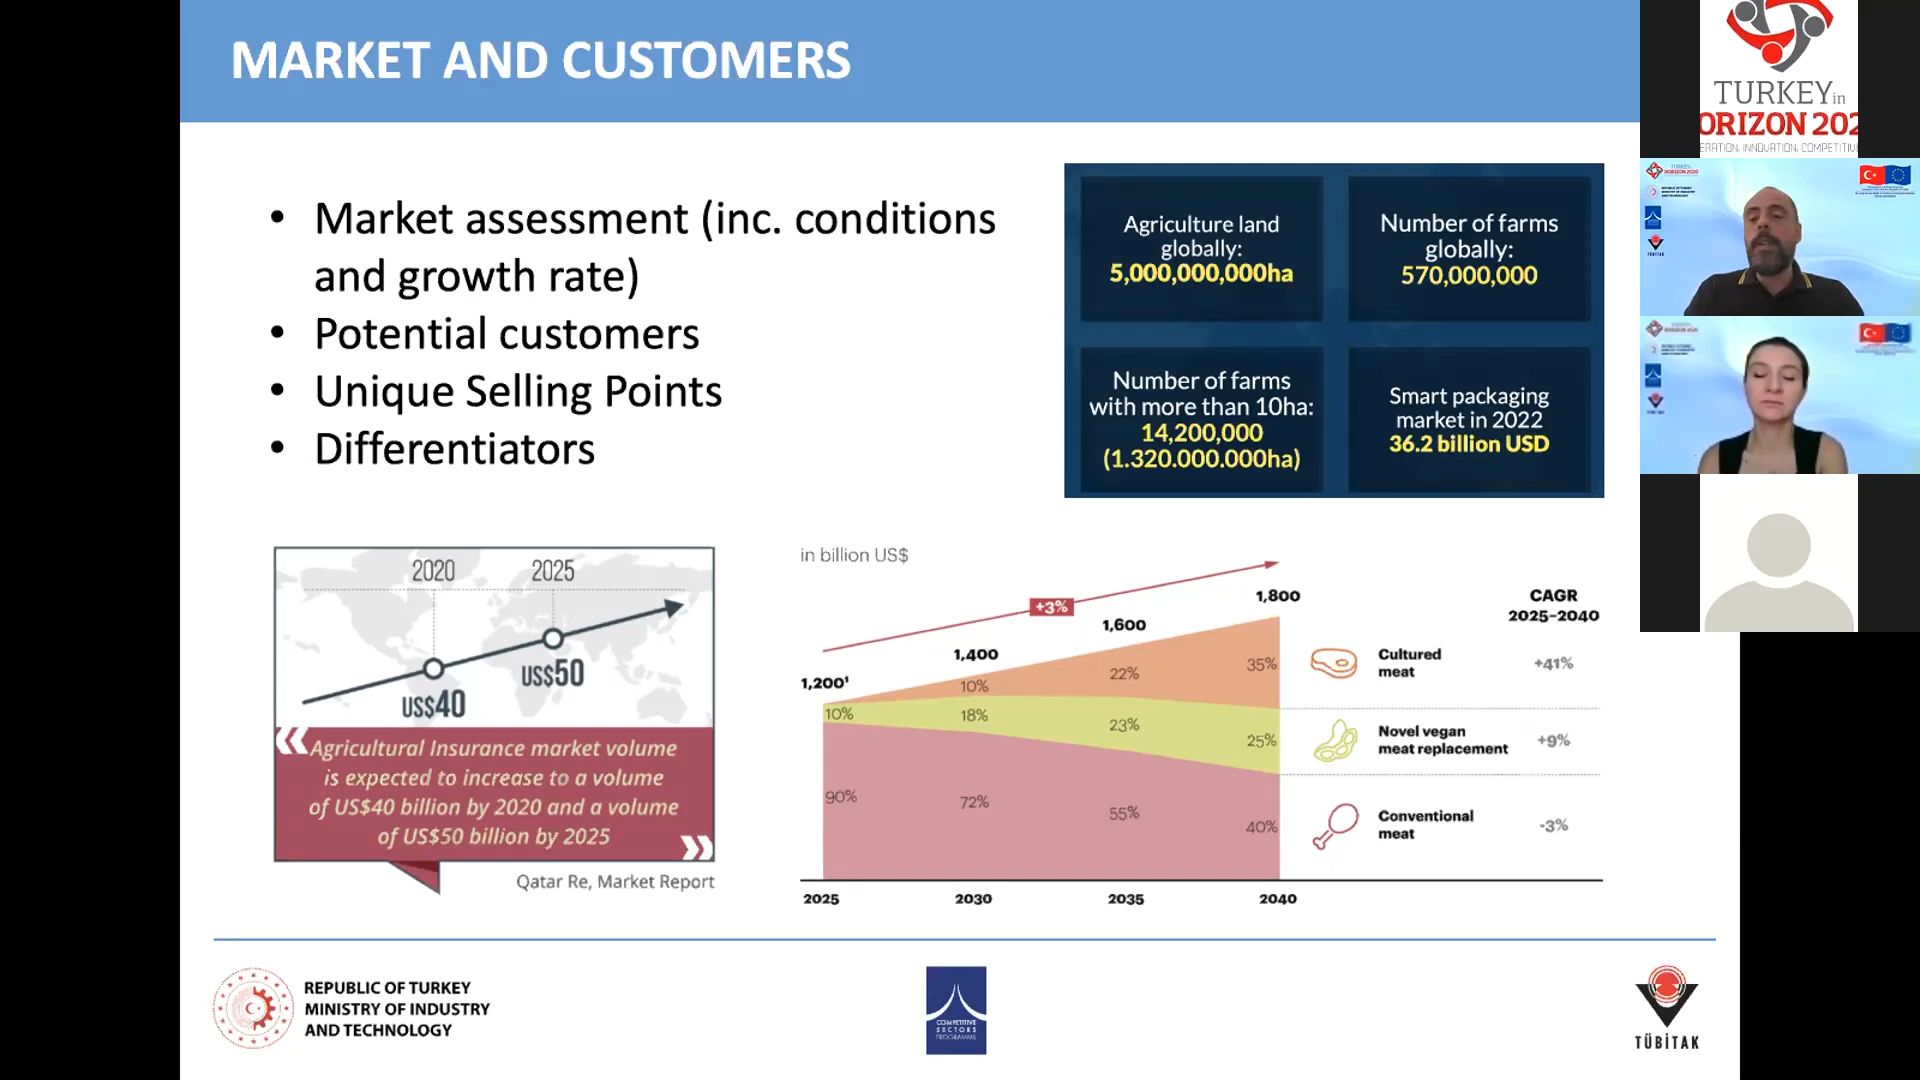 MARKET AND CUSTOMERS
• Market assessment (inc. conditions
and growth rate)
• Potential customers
• Unique Selling Points
• Differentiators
Agriculture land
globally:
5,000,000,000ha
Number of farms
globally:
570,000,000
Number of farms
with more than 10ha:
14,200,000
(1.320.000.000ha)
Smart packaging
market in 2022
36.2 billion USD
2020
2025
US$40
US$50
Agricultural Insurance market volume
is expected to increase to a volume
of US$40 billion by 2020 and a volume
of US$50 billion by 2025
Qatar Re, Market Report
in billion US$
+3%
1,200¹
1,400
1,600
1,800
10%
22%
35%
10%
18%
23%
25%
90%
72%
55%
40%
2025
2030
2035
2040
CAGR
2025–2040
Cultured
meat
+41%
Novel vegan
meat replacement
+9%
Conventional
meat
-3%
REPUBLIC OF TURKEY
MINISTRY OF INDUSTRY
AND TECHNOLOGY
COMPETITIVE
SECTORS
PROGRAMME
TÜBİTAK
TURKEY in
ORIZON 202
ERATION, INNOVATION, COMPETITIV